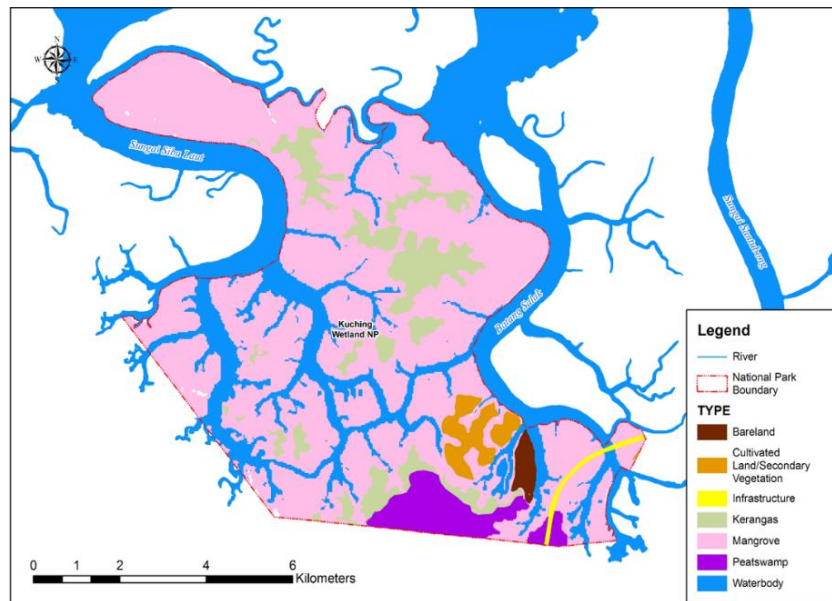 N
W E
S
Sungai Sibu Laut
Sungai Santubong
Batang Salak
Kuching
Wetland NP
Legend
River
National Park
Boundary
TYPE
Bareland
Cultivated
Land/Secondary
Vegetation
Infrastructure
Kerangas
Mangrove
Peatswamp
Waterbody
0 1 2 4 6
Kilometers